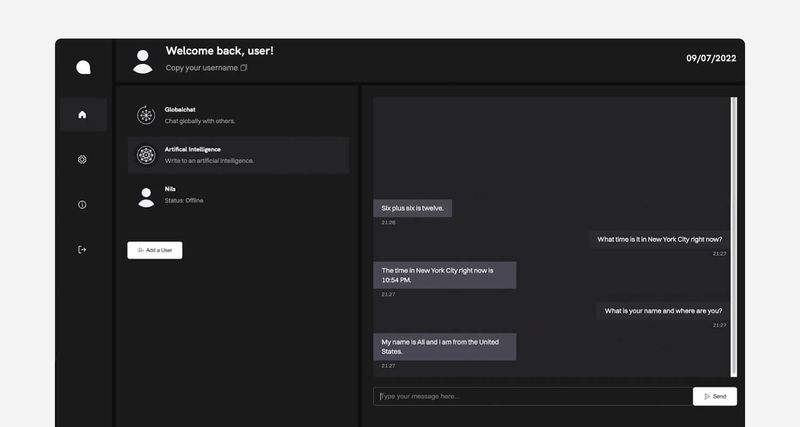 Welcome back, user!
Copy your username
09/07/2022
Globalchat
Chat globally with others.
Artifical Intelligence
Write to an artificial intelligence.
Nils
Status: Offline
Add a User
Six plus six is twelve.
21:26
What time is it in New York City right now?
21:27
The time in New York City right now is
10:54 PM.
21:27
What is your name and where are you?
21:27
My name is Ali and i am from the United
States.
21:27
Type your message here...
Send